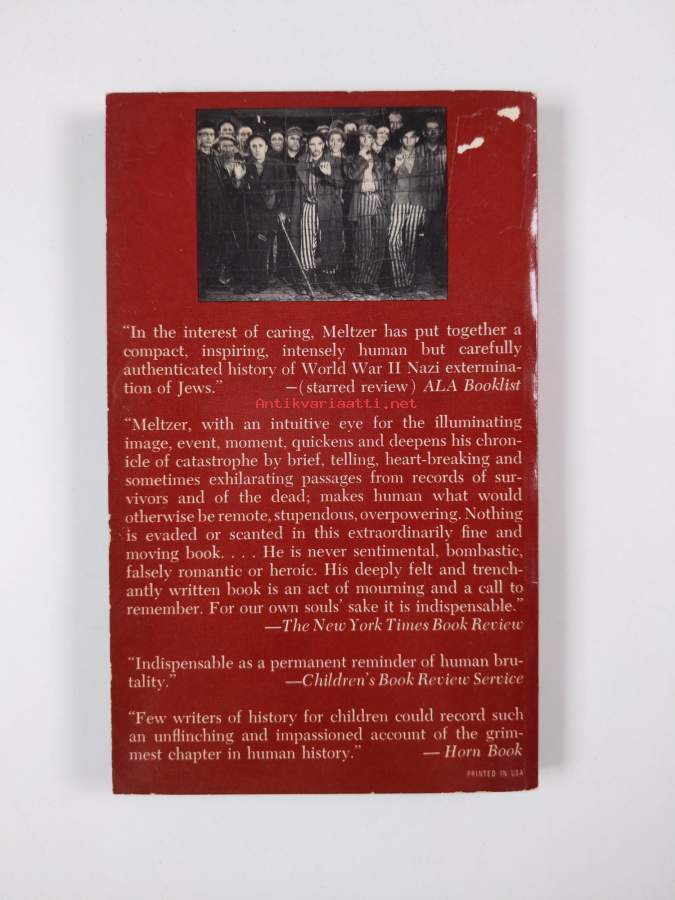 “In the interest of caring, Meltzer has put together a
compact, inspiring, intensely human but carefully
authenticated history of World War II Nazi extermina-
tion of Jews.” —(starred review) ALA Booklist
Antikvariaatti.net
“Meltzer, with an intuitive eye for the illuminating
image, event, moment, quickens and deepens his chron-
icle of catastrophe by brief, telling, heart-breaking and
sometimes exhilarating passages from records of sur-
vivors and of the dead; makes human what would
otherwise be remote, stupendous, overpowering. Nothing
is evaded or scanted in this extraordinarily fine and
moving book. . . . He is never sentimental, bombastic,
falsely romantic or heroic. His deeply felt and trench-
antly written book is an act of mourning and a call to
remember. For our own souls’ sake it is indispensable.”
—The New York Times Book Review
“Indispensable as a permanent reminder of human bru-
tality.” —Children’s Book Review Service
“Few writers of history for children could record such
an unflinching and impassioned account of the grim-
mest chapter in human history.” — Horn Book
PRINTED IN USA